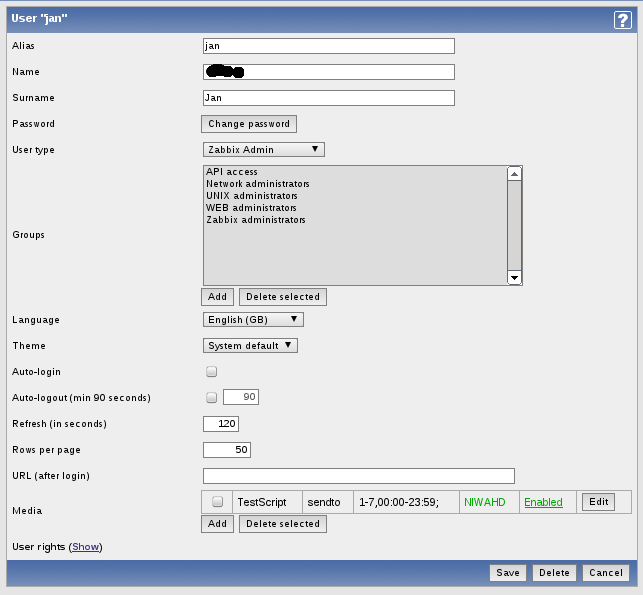 User "jan"
?
Alias jan
Name
Surname Jan
Password Change password
User type Zabbix Admin
Groups
API access
Network administrators
UNIX administrators
WEB administrators
Zabbix administrators
Add Delete selected
Language English (GB)
Theme System default
Auto-login
Auto-logout (min 90 seconds) 90
Refresh (in seconds) 120
Rows per page 50
URL (after login)
Media
TestScript sendto 1-7,00:00-23:59; NIWAHD Enabled Edit
Add Delete selected
User rights (Show)
Save Delete Cancel